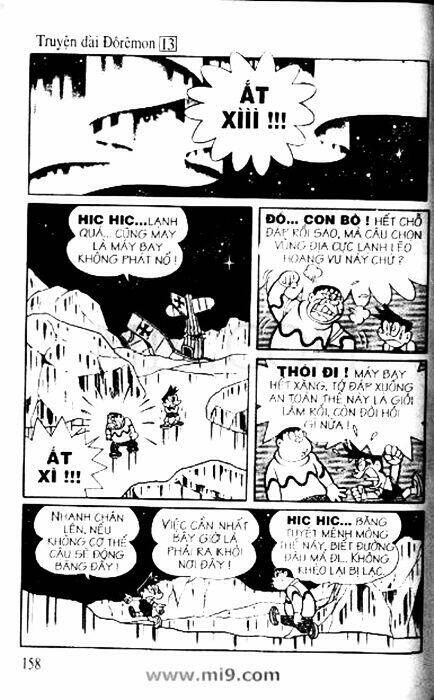 Truyện dài Đôrêmon 13
ẮT
XÌÌÌ !!!
HIC HIC...LẠNH
QUÁ... CŨNG MAY
LÀ MÁY BAY
KHÔNG PHÁT NỔ !
ĐÓ... CON BÒ ! HẾT CHỖ
ĐÁP RỒI SAO, MÀ CẬU CHỌN
VÙNG ĐỊA CỰC LẠNH LẼO
HOANG VU NÀY CHỨ ?
THÔI ĐI ! MÁY BAY
HẾT XĂNG, TỚ ĐÁP XUỐNG
AN TOÀN THẾ NÀY LÀ GIỎI
LẮM RỒI, CÒN ĐÒI HỎI
GÌ NỮA !
ẮT
XÌ !!!
NHANH CHÂN
LÊN, NẾU
KHÔNG CƠ THỂ
CẬU SẼ ĐÔNG
BĂNG ĐẤY !
VIỆC CẦN NHẤT
BÂY GIỜ LÀ
PHẢI RA KHỎI
NƠI ĐÂY !
HIC HIC... BĂNG
TUYẾT MÊNH MÔNG
THẾ NÀY, BIẾT ĐƯỜNG
ĐÂU MÀ ĐI... KHÔNG
KHÉO LẠI BỊ LẠC.
158
www.mi9.com